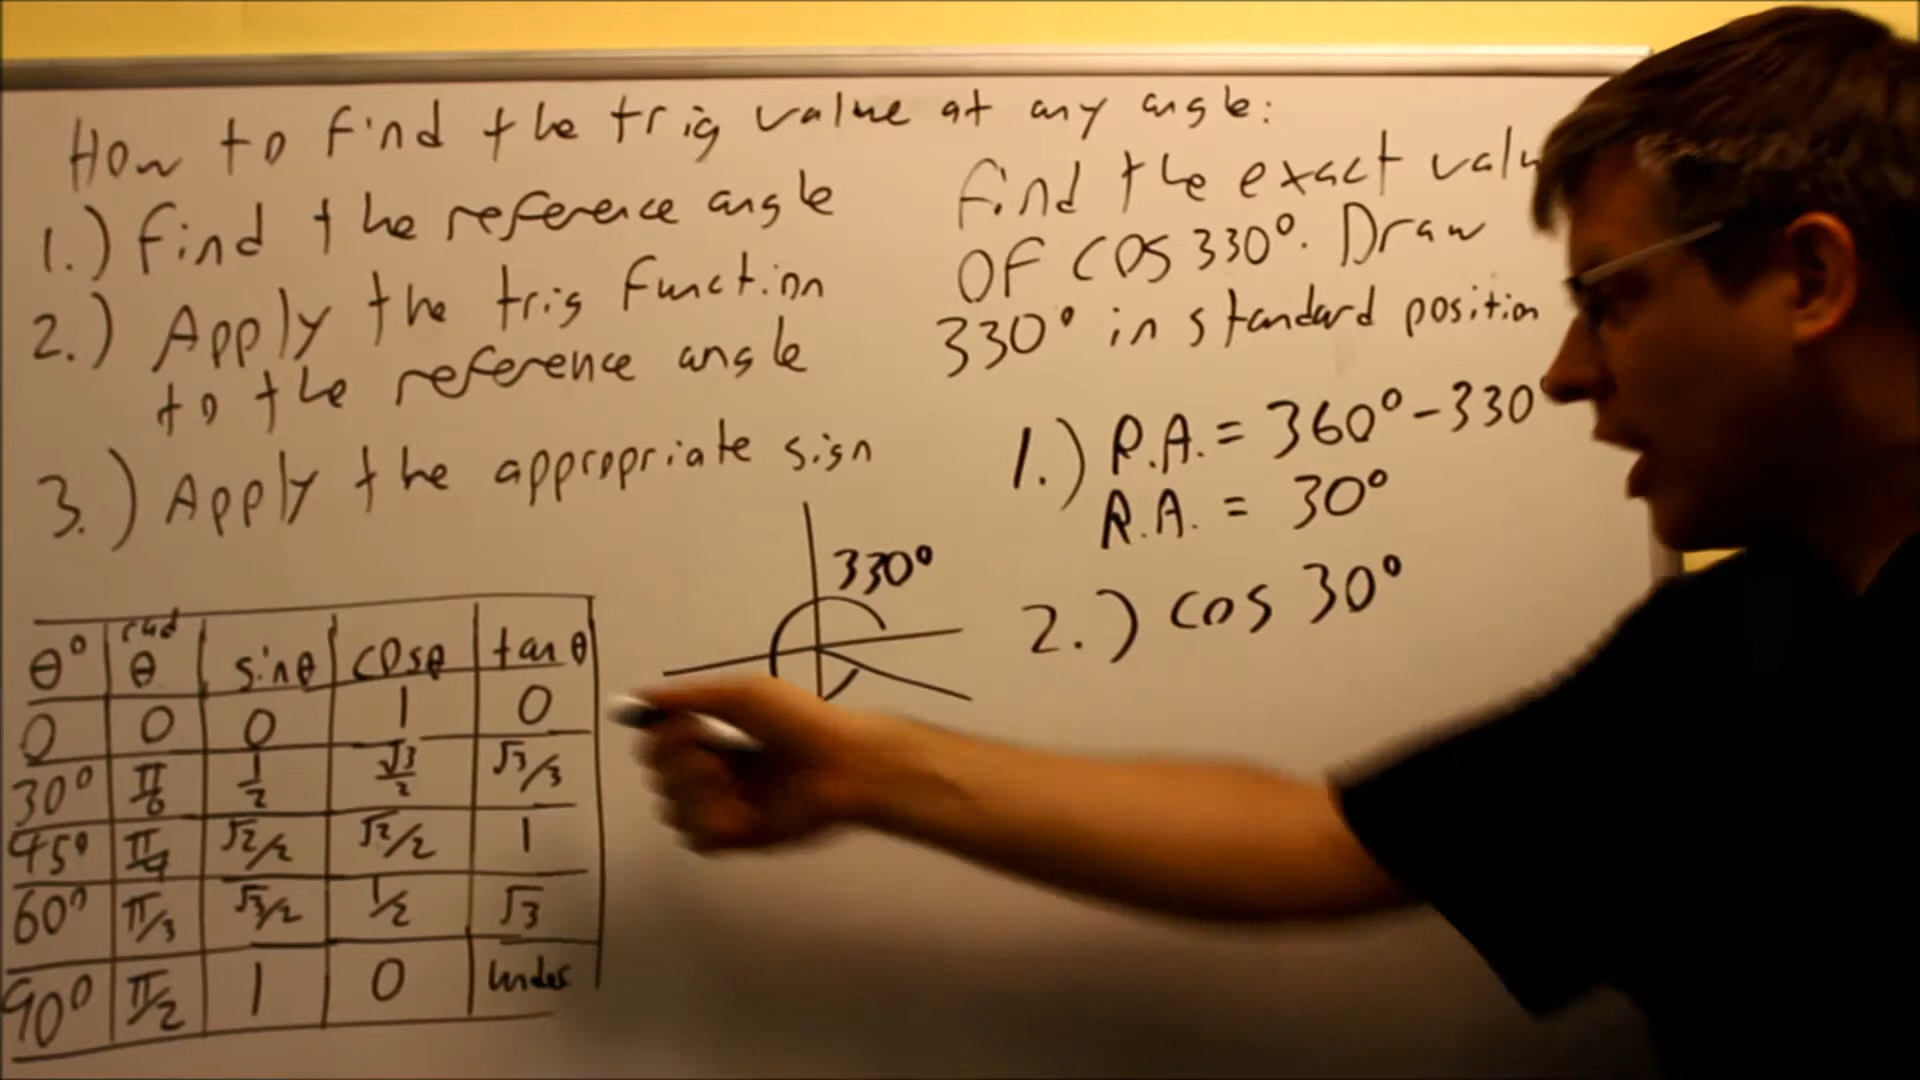 How to find the trig value at any angle:
1.) Find the reference angle
2.) Apply the trig function
to the reference angle
3.) Apply the appropriate sign
Find the exact
of cos 330°. Draw
330° in standard position
1.) R.A. = 360° - 330°
R.A. = 30°
2.) cos 30°
330°
θ° rad θ sinθ cosθ tan θ
0 0 0 1 0
30° π/6 1/2 √3/2 √3/3
45° π/4 √2/2 √2/2 1
60° π/3 √3/2 1/2 √3
90° π/2 1 0 undef